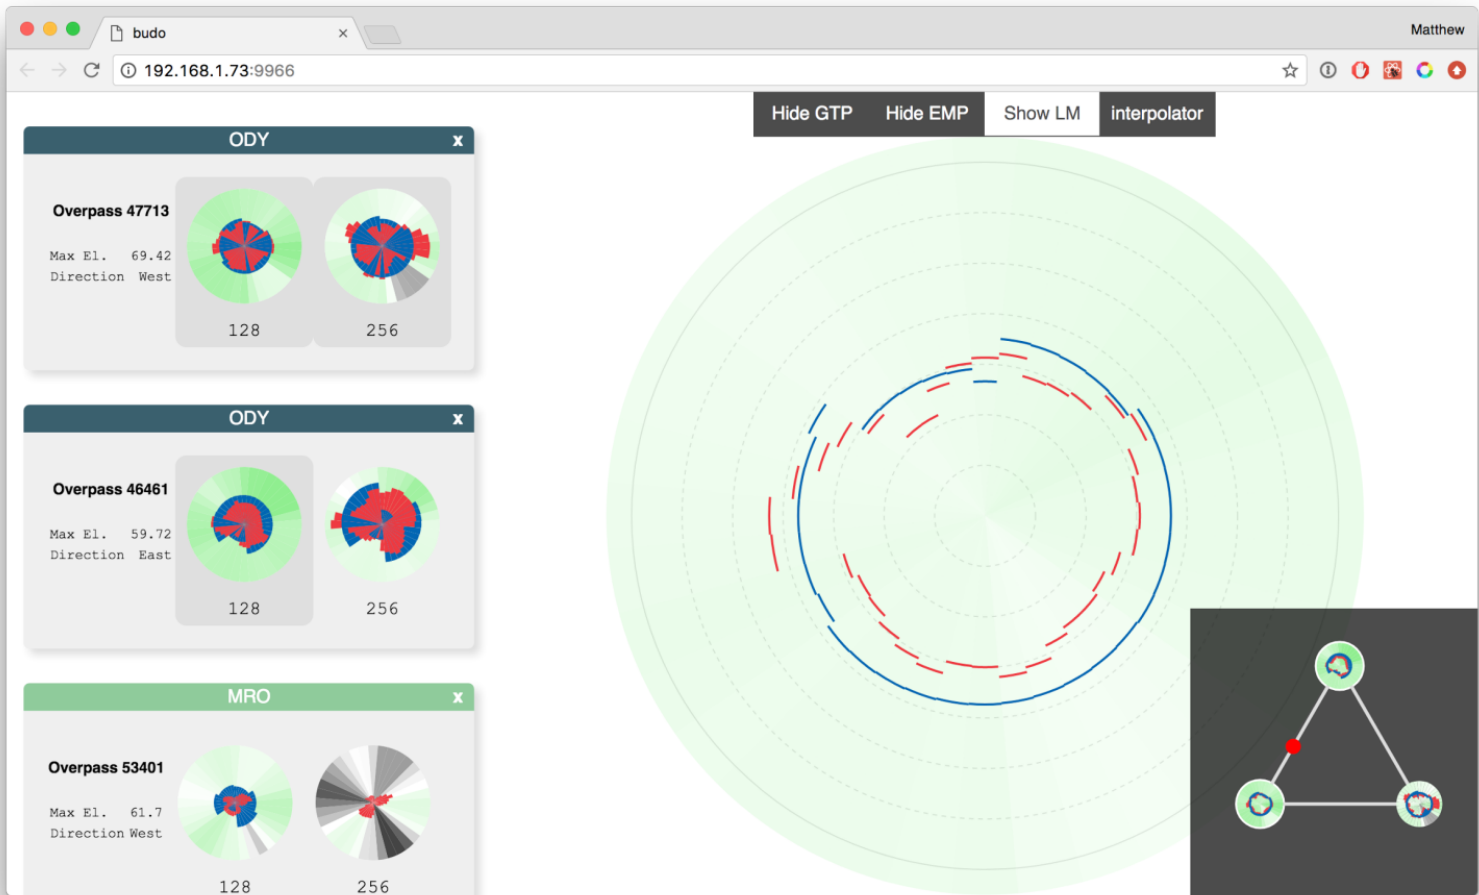 budo
Matthew
192.168.1.73:9966
Hide GTP
Hide EMP
Show LM
interpolator
ODY
x
Overpass 47713
Max El. 69.42
Direction West
128
256
ODY
x
Overpass 46461
Max El. 59.72
Direction East
128
256
MRO
x
Overpass 53401
Max El. 61.7
Direction West
128
256